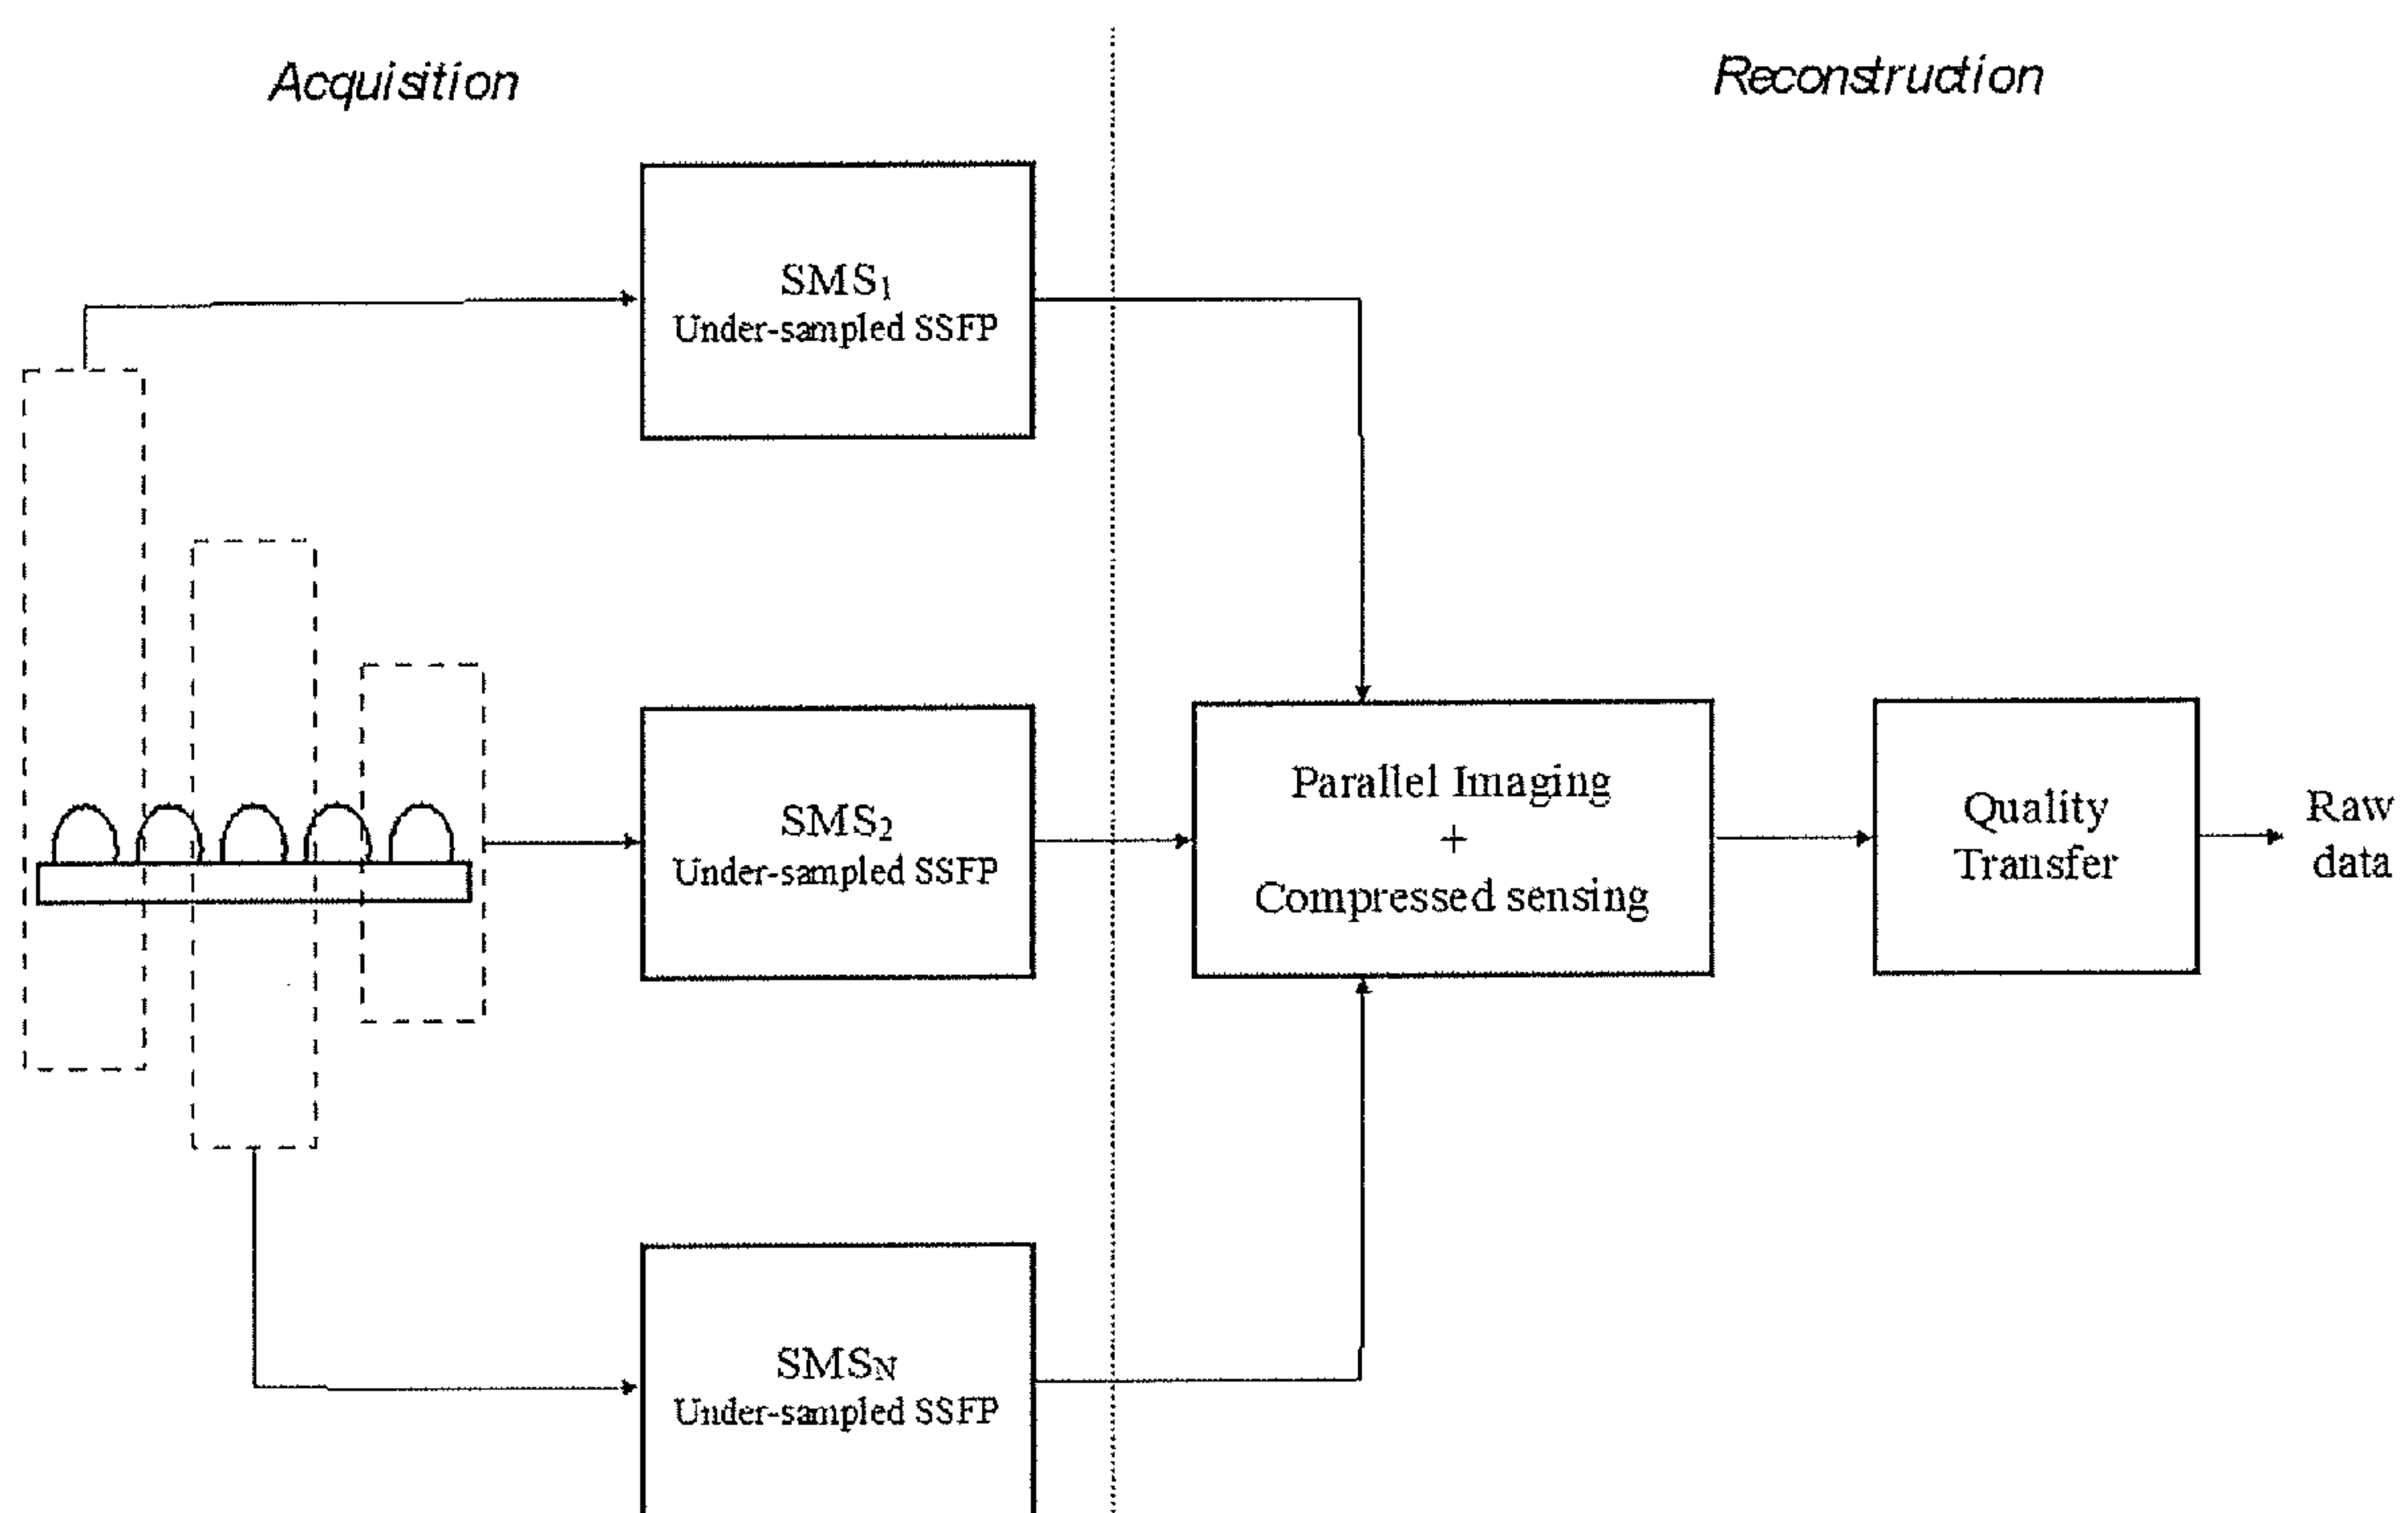 Acquisition
Reconstruction
SMS₁
Under-sampled SSFP
SMS₂
Under-sampled SSFP
Parallel Imaging
+
Compressed sensing
Quality
Transfer
Raw
data
SMSN
Under-sampled SSFP